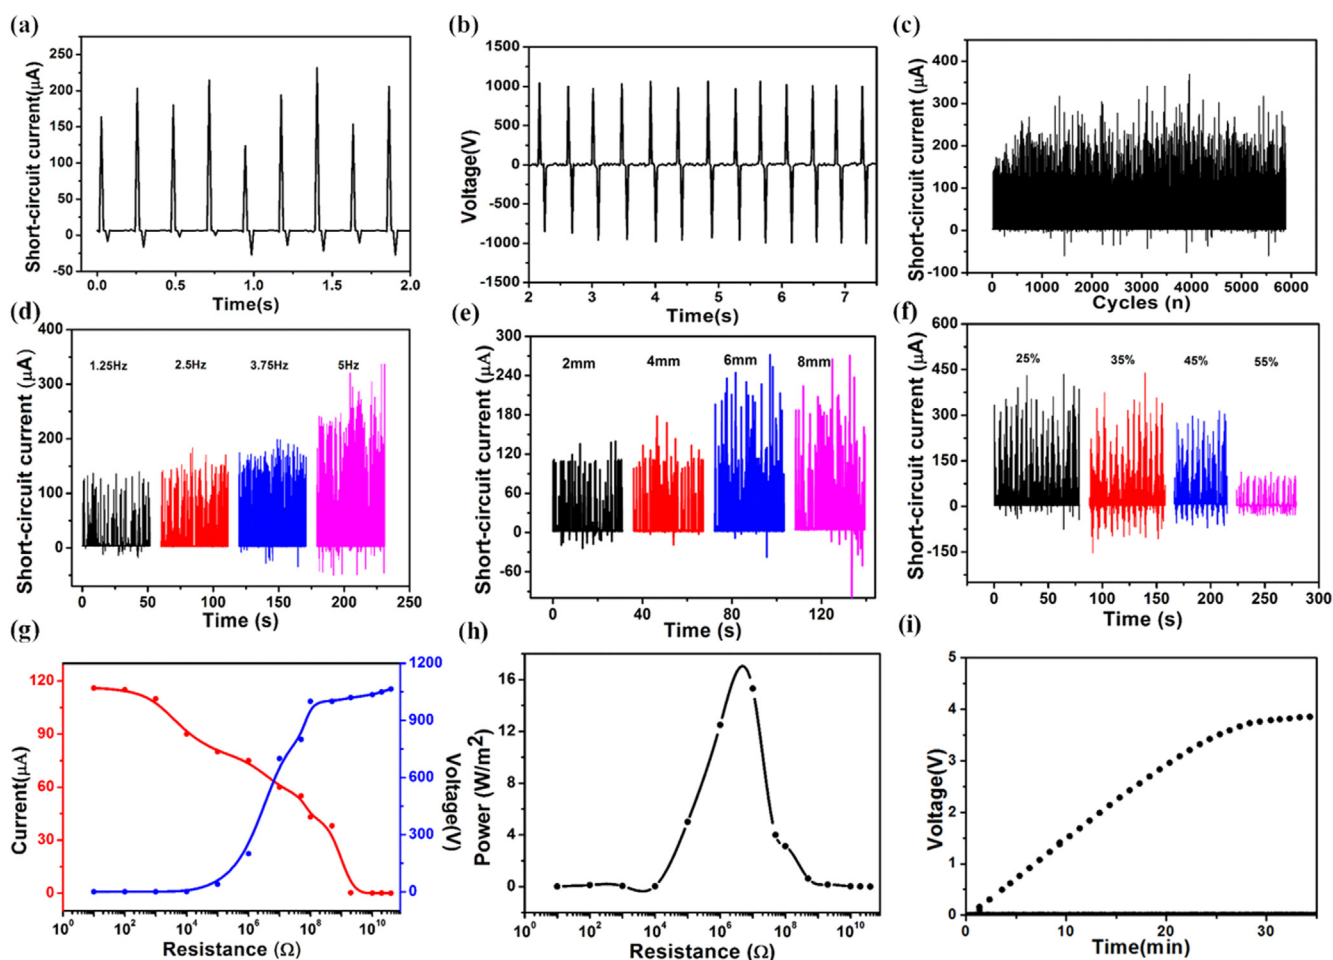 (a)
Short-circuit current(μA)
250
200
150
100
50
0
-50
0.0 0.5 1.0 1.5 2.0
Time(s)
(b)
Voltage(V)
1500
1000
500
0
-500
-1000
-1500
2 3 4 5 6 7
Time(s)
(c)
Short-circuit current (μA)
400
300
200
100
0
-100
0 1000 2000 3000 4000 5000 6000
Cycles (n)
(d)
Short-circuit current (μA)
400
300
200
100
0
1.25Hz 2.5Hz 3.75Hz 5Hz
0 50 100 150 200 250
Time (s)
(e)
Short-circuit current (μA)
300
240
180
120
60
0
-60
2mm 4mm 6mm 8mm
0 40 80 120
Time (s)
(f)
Short-circuit current (μA)
600
450
300
150
0
-150
25% 35% 45% 55%
0 50 100 150 200 250 300
Time (s)
(g)
Current(μA)
120
90
60
30
0
1200
900
600
300
0
Voltage(V)
10⁰ 10² 10⁴ 10⁶ 10⁸ 10¹⁰
Resistance (Ω)
(h)
Power (W/m²)
16
12
8
4
0
10⁰ 10² 10⁴ 10⁶ 10⁸ 10¹⁰
Resistance (Ω)
(i)
Voltage(V)
5
4
3
2
1
0
0 10 20 30
Time(min)